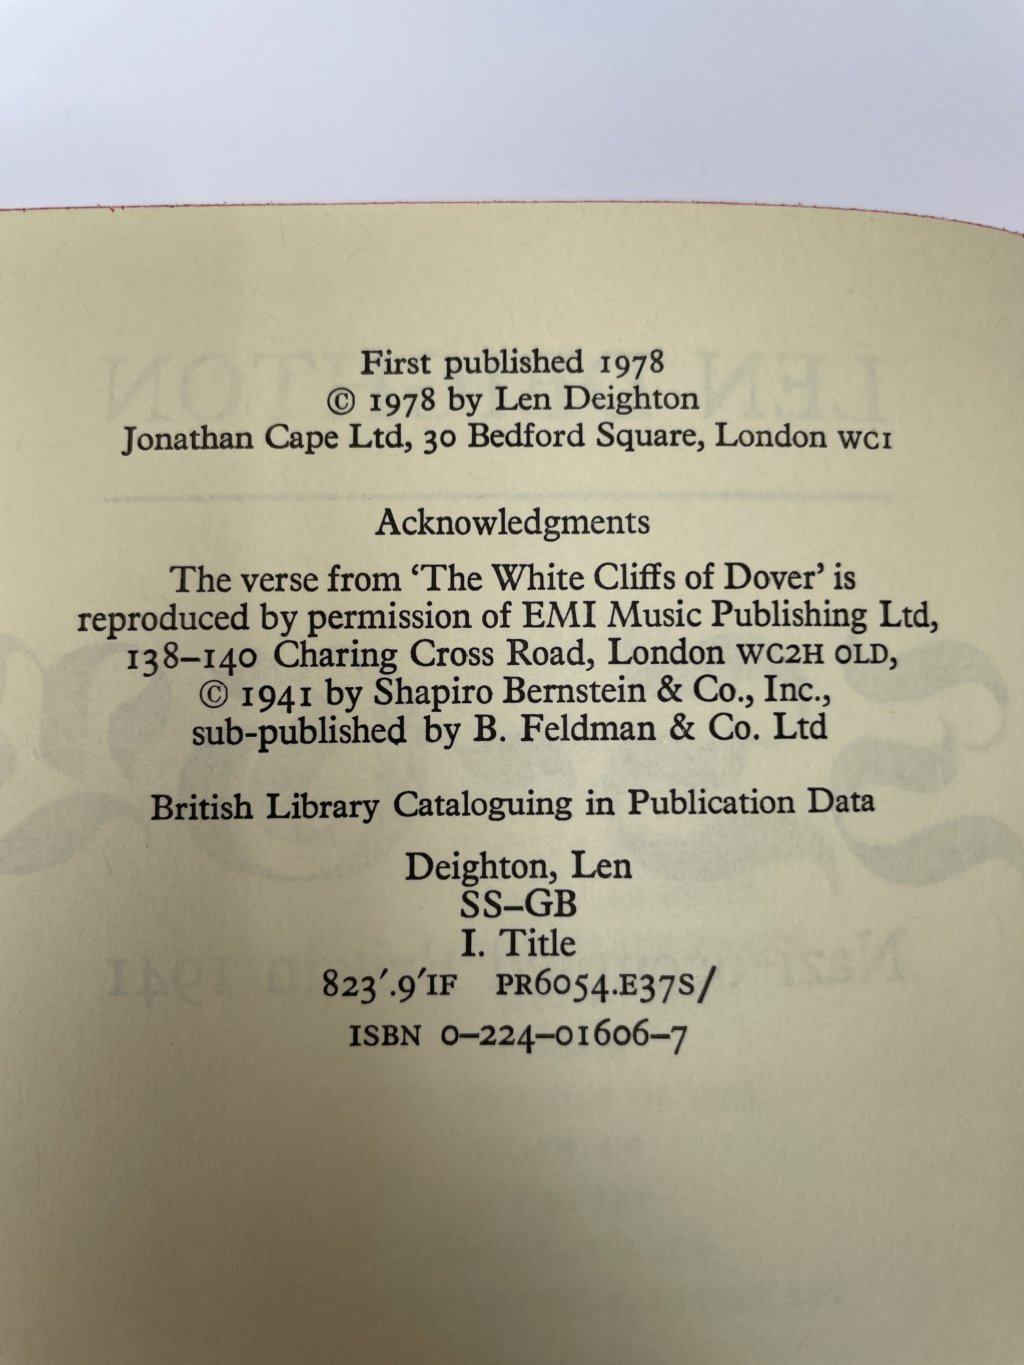 First published 1978
© 1978 by Len Deighton
Jonathan Cape Ltd, 30 Bedford Square, London WC1
Acknowledgments
The verse from ‘The White Cliffs of Dover’ is
reproduced by permission of EMI Music Publishing Ltd,
138–140 Charing Cross Road, London WC2H 0LD,
© 1941 by Shapiro Bernstein & Co., Inc.,
sub-published by B. Feldman & Co. Ltd
British Library Cataloguing in Publication Data
Deighton, Len
SS–GB
I. Title
823′.9′1F PR6054.E37S/
ISBN 0–224–01606–7